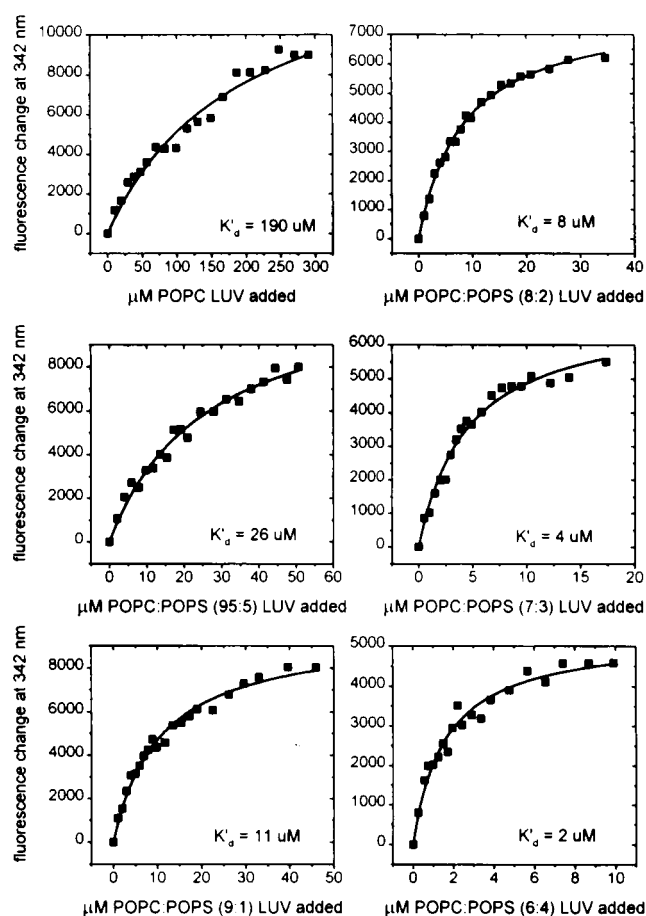 fluorescence change at 342 nm
10000
8000
6000
4000
2000
0
K'd = 190 uM
0 50 100 150 200 250 300
μM POPC LUV added
7000
6000
5000
4000
3000
2000
1000
0
K'd = 8 uM
0 10 20 30 40
μM POPC:POPS (8:2) LUV added
fluorescence change at 342 nm
8000
6000
4000
2000
0
K'd = 26 uM
0 10 20 30 40 50 60
μM POPC:POPS (95:5) LUV added
6000
5000
4000
3000
2000
1000
0
K'd = 4 uM
0 5 10 15 20
μM POPC:POPS (7:3) LUV added
fluorescence change at 342 nm
8000
6000
4000
2000
0
K'd = 11 uM
0 10 20 30 40 50
μM POPC:POPS (9:1) LUV added
5000
4000
3000
2000
1000
0
K'd = 2 uM
0 2 4 6 8 10
μM POPC:POPS (6:4) LUV added